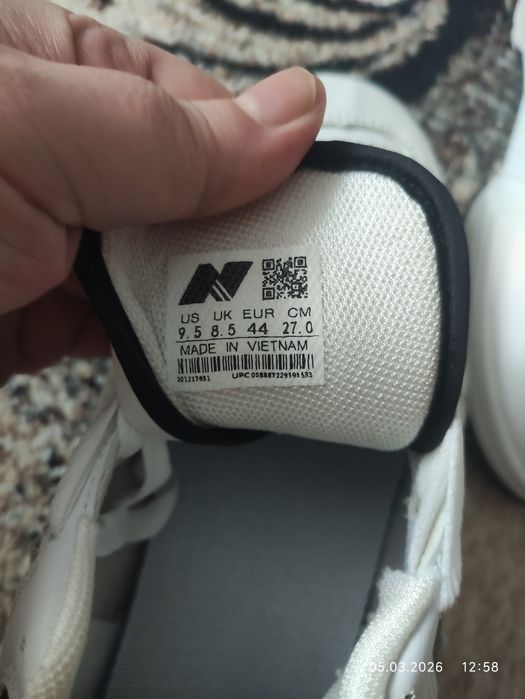 US UK EUR CM
9.5 8.5 44 27.0
MADE IN VIETNAM
05.03.2026 12:58